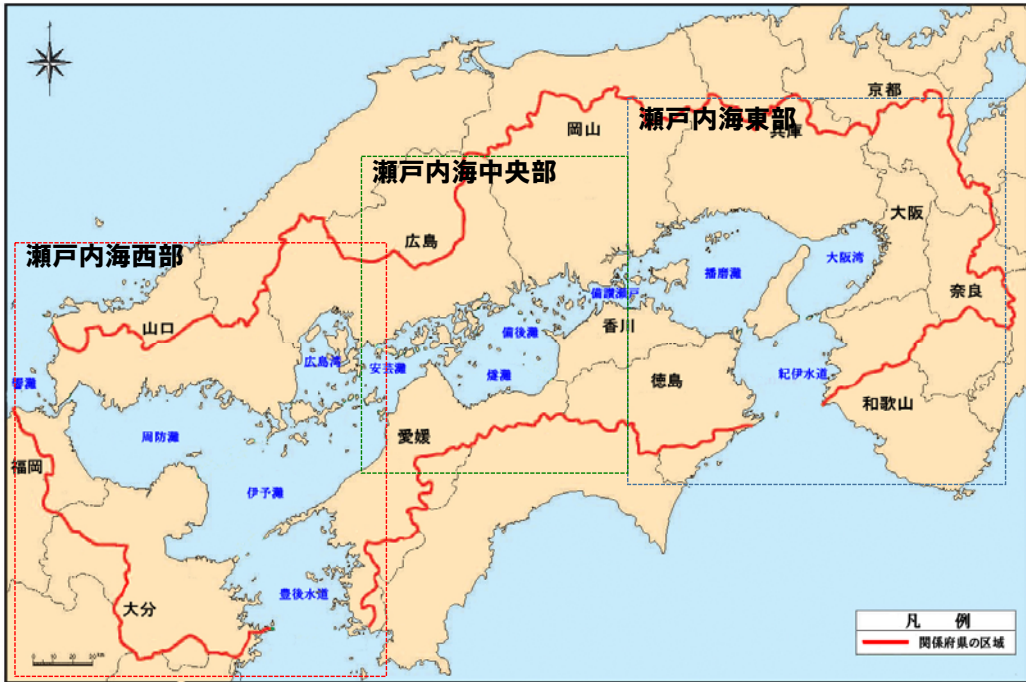 京都
瀬戸内海東部
兵庫
岡山
瀬戸内海中央部
大阪
広島
瀬戸内海西部
大阪湾
播磨灘
奈良
備讃瀬戸
山口
香川
備後灘
広島湾
安芸灘
燧灘
徳島
紀伊水道
響灘
和歌山
愛媛
周防灘
福岡
伊予灘
豊後水道
大分
凡 例
関係府県の区域